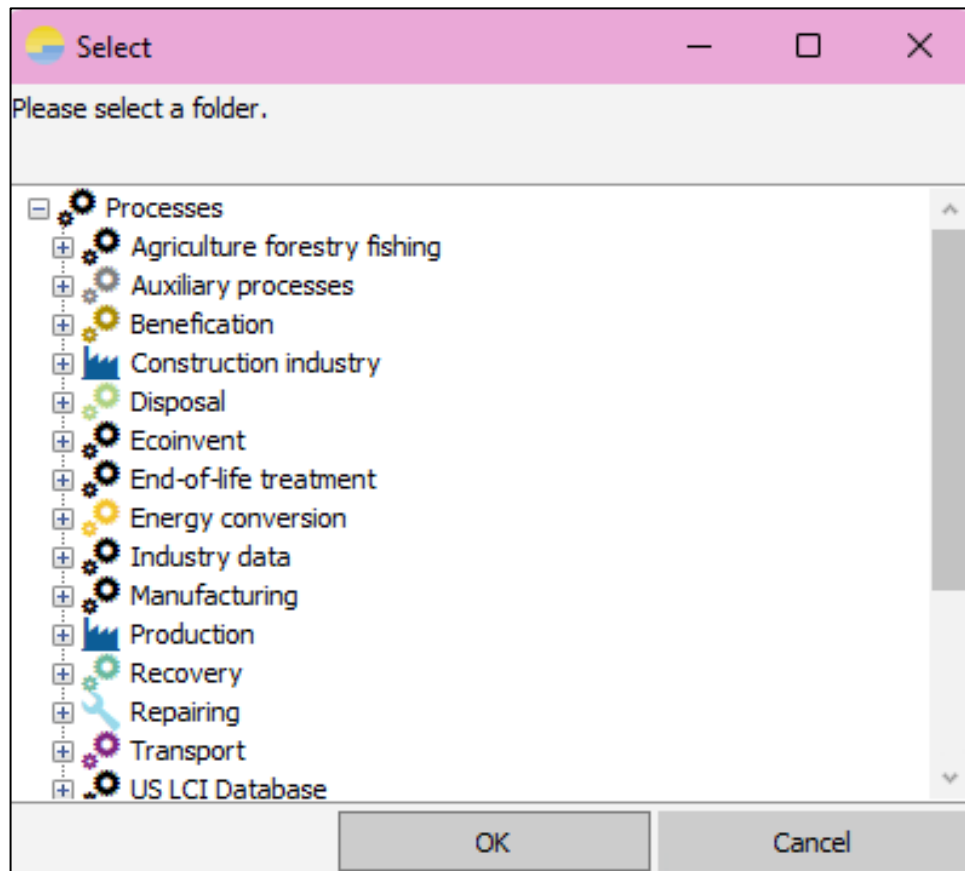 Select
Please select a folder.
Processes
Agriculture forestry fishing
Auxiliary processes
Benefication
Construction industry
Disposal
Ecoinvent
End-of-life treatment
Energy conversion
Industry data
Manufacturing
Production
Recovery
Repairing
Transport
US LCI Database
OK Cancel